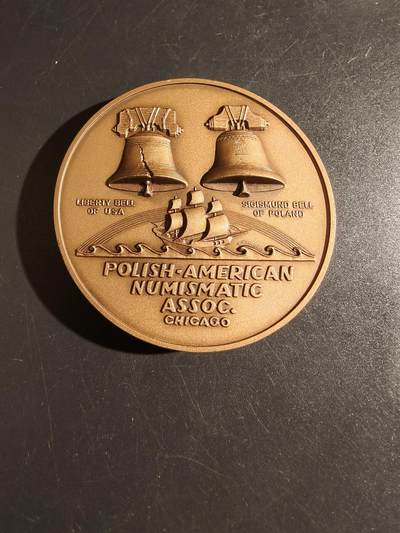 LIBERTY BELL
OF USA
SIGISMUND BELL
OF POLAND
POLISH-AMERICAN
NUMISMATIC
ASSOC.
CHICAGO